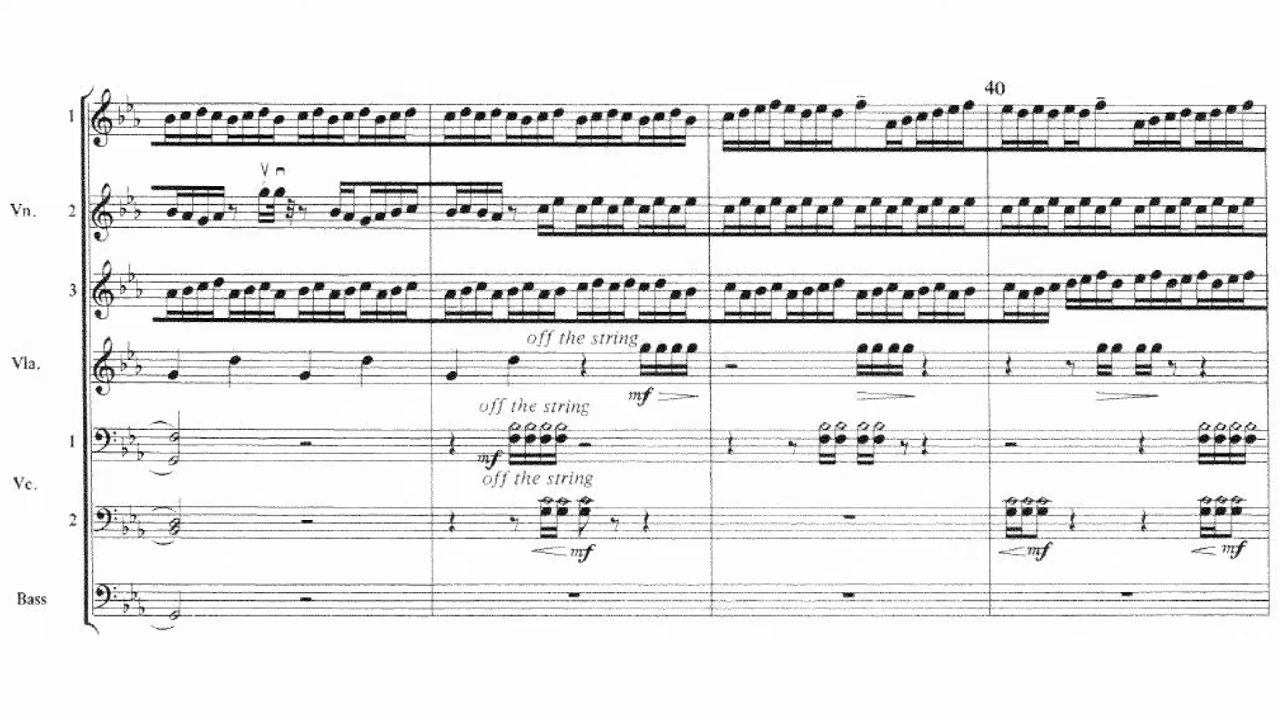 40
1
Vn. 2
3
off the string
Vla.
mf
off the string
1
mf
Vc.
off the string
2
mf mf mf
Bass